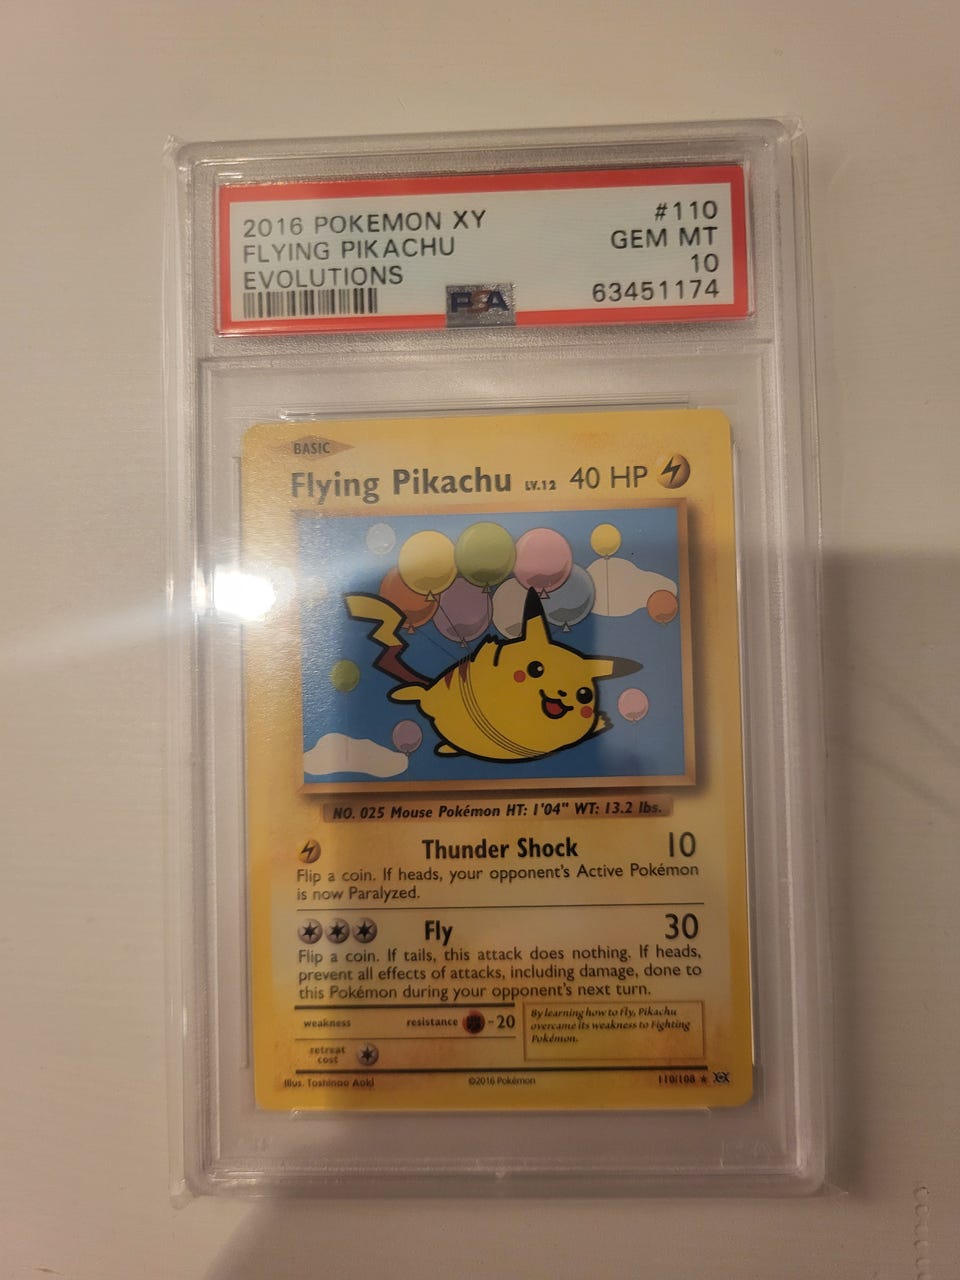 2016 POKEMON XY #110
FLYING PIKACHU GEM MT
EVOLUTIONS 10
63451174
PSA
BASIC
Flying Pikachu LV.12 40 HP
NO. 025 Mouse Pokémon HT: 1'04" WT: 13.2 lbs.
Thunder Shock 10
Flip a coin. If heads, your opponent's Active Pokémon
is now Paralyzed.
Fly 30
Flip a coin. If tails, this attack does nothing. If heads,
prevent all effects of attacks, including damage, done to
this Pokémon during your opponent's next turn.
weakness resistance -20
retreat
cost
By learning how to fly, Pikachu
overcame its weakness to Fighting
Pokémon.
Illus. Toshinao Aoki ©2016 Pokémon 110/108 ★ XY